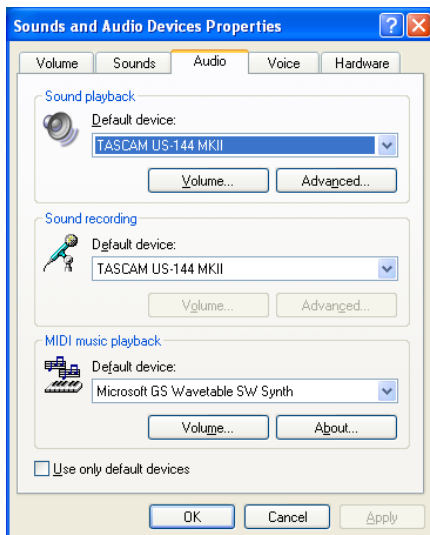 Sounds and Audio Devices Properties
Volume Sounds Audio Voice Hardware
Sound playback
Default device:
TASCAM US-144 MKII
Volume... Advanced...
Sound recording
Default device:
TASCAM US-144 MKII
Volume... Advanced...
MIDI music playback
Default device:
Microsoft GS Wavetable SW Synth
Volume... About...
Use only default devices
OK Cancel Apply